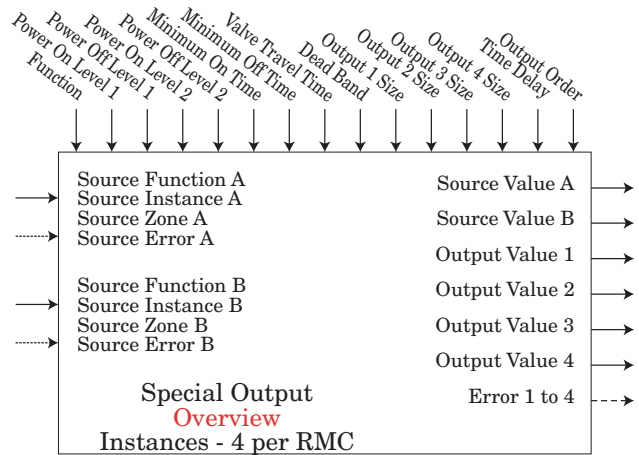 Function
Power On Level 1
Power Off Level 1
Power On Level 2
Power Off Level 2
Minimum On Time
Minimum Off Time
Valve Travel Time
Dead Band
Output 1 Size
Output 2 Size
Output 3 Size
Output 4 Size
Time Delay
Output Order
Source Function A
Source Instance A
Source Zone A
Source Error A
Source Function B
Source Instance B
Source Zone B
Source Error B
Source Value A
Source Value B
Output Value 1
Output Value 2
Output Value 3
Output Value 4
Error 1 to 4
Special Output
Overview
Instances - 4 per RMC